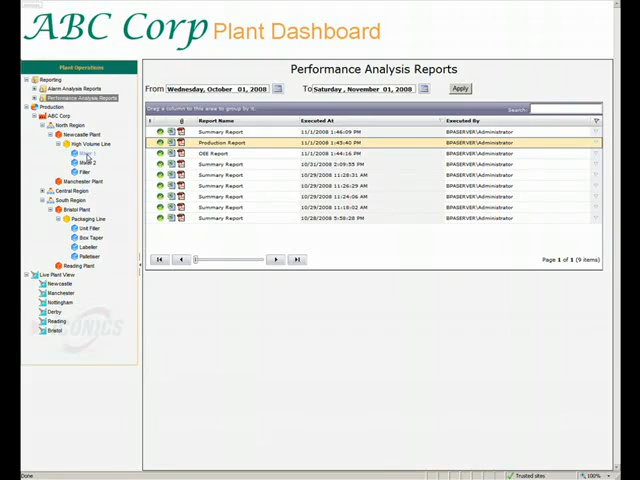 ABC Corp Plant Dashboard
Plant Operations
Reporting
Alarm Analysis Reports
Performance Analysis Reports
Production
ABC Corp
North Region
Newcastle Plant
High Volume Line
Mixer 2
Filler
Manchester Plant
Central Region
South Region
Bristol Plant
Packaging Line
Unit Filler
Box Taper
Labeller
Palletiser
Reading Plant
Live Plant View
Newcastle
Manchester
Nottingham
Derby
Reading
Bristol
Performance Analysis Reports
From Wednesday, October 01, 2008 To Saturday, November 01, 2008 Apply
Drag a column to this area to group by it. Search:
! Report Name Executed At Executed By
Summary Report 11/1/2008 1:46:09 PM BPASERVER\Administrator
Production Report 11/1/2008 1:45:40 PM BPASERVER\Administrator
OEE Report 11/1/2008 1:44:16 PM BPASERVER\Administrator
Summary Report 10/31/2008 2:09:55 PM BPASERVER\Administrator
Summary Report 10/29/2008 11:28:31 AM BPASERVER\Administrator
Summary Report 10/29/2008 11:27:25 AM BPASERVER\Administrator
Summary Report 10/29/2008 11:26:26 AM BPASERVER\Administrator
Summary Report 10/29/2008 11:18:02 AM BPASERVER\Administrator
Summary Report 10/28/2008 5:58:28 PM BPASERVER\Administrator
Page 1 of 1 (9 items)
Done Trusted sites 100%